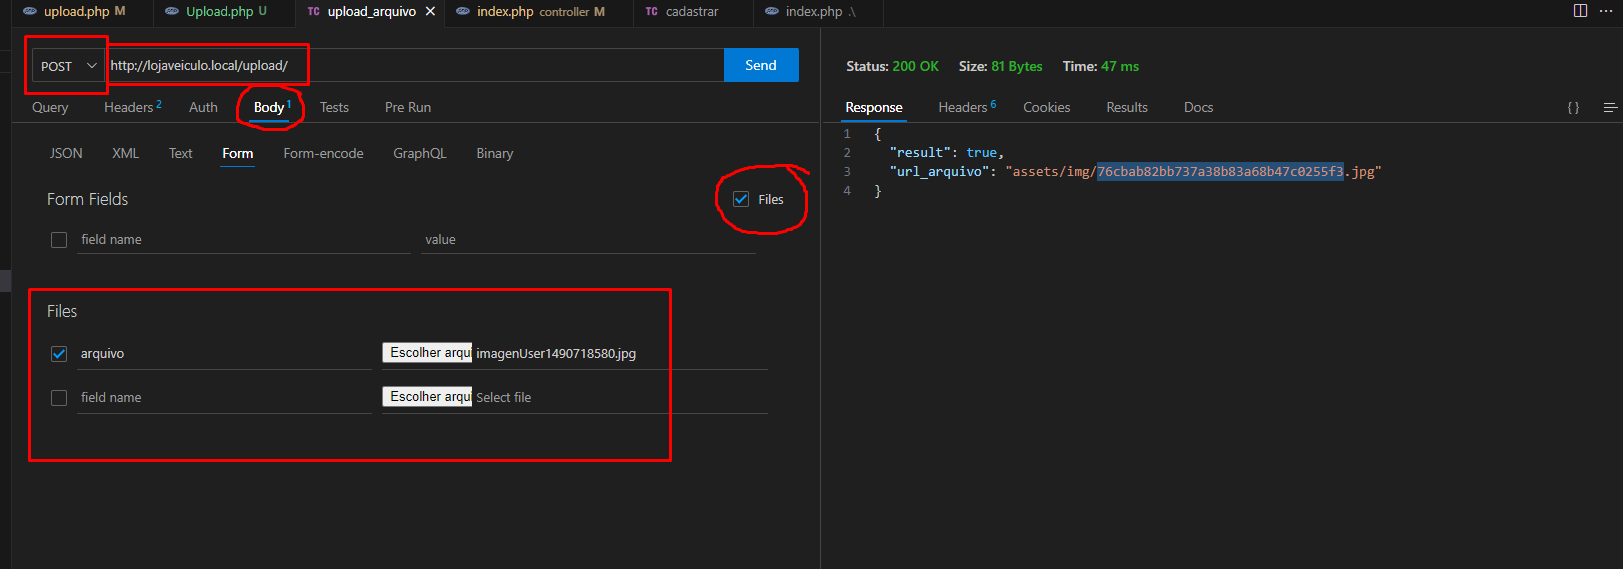 upload.php M
Upload.php U
TC upload_arquivo
index.php controller M
TC cadastrar
index.php .\
POST
http://lojaveiculo.local/upload/
Send
Query
Headers 2
Auth
Body 1
Tests
Pre Run
JSON
XML
Text
Form
Form-encode
GraphQL
Binary
Form Fields
Files
field name
value
Files
arquivo
Escolher arqui
imagenUser1490718580.jpg
field name
Escolher arqui
Select file
Status: 200 OK Size: 81 Bytes Time: 47 ms
Response
Headers 6
Cookies
Results
Docs
{ }
1 {
2 "result": true,
3 "url_arquivo": "assets/img/76cbab82bb737a38b83a68b47c0255f3.jpg"
4 }